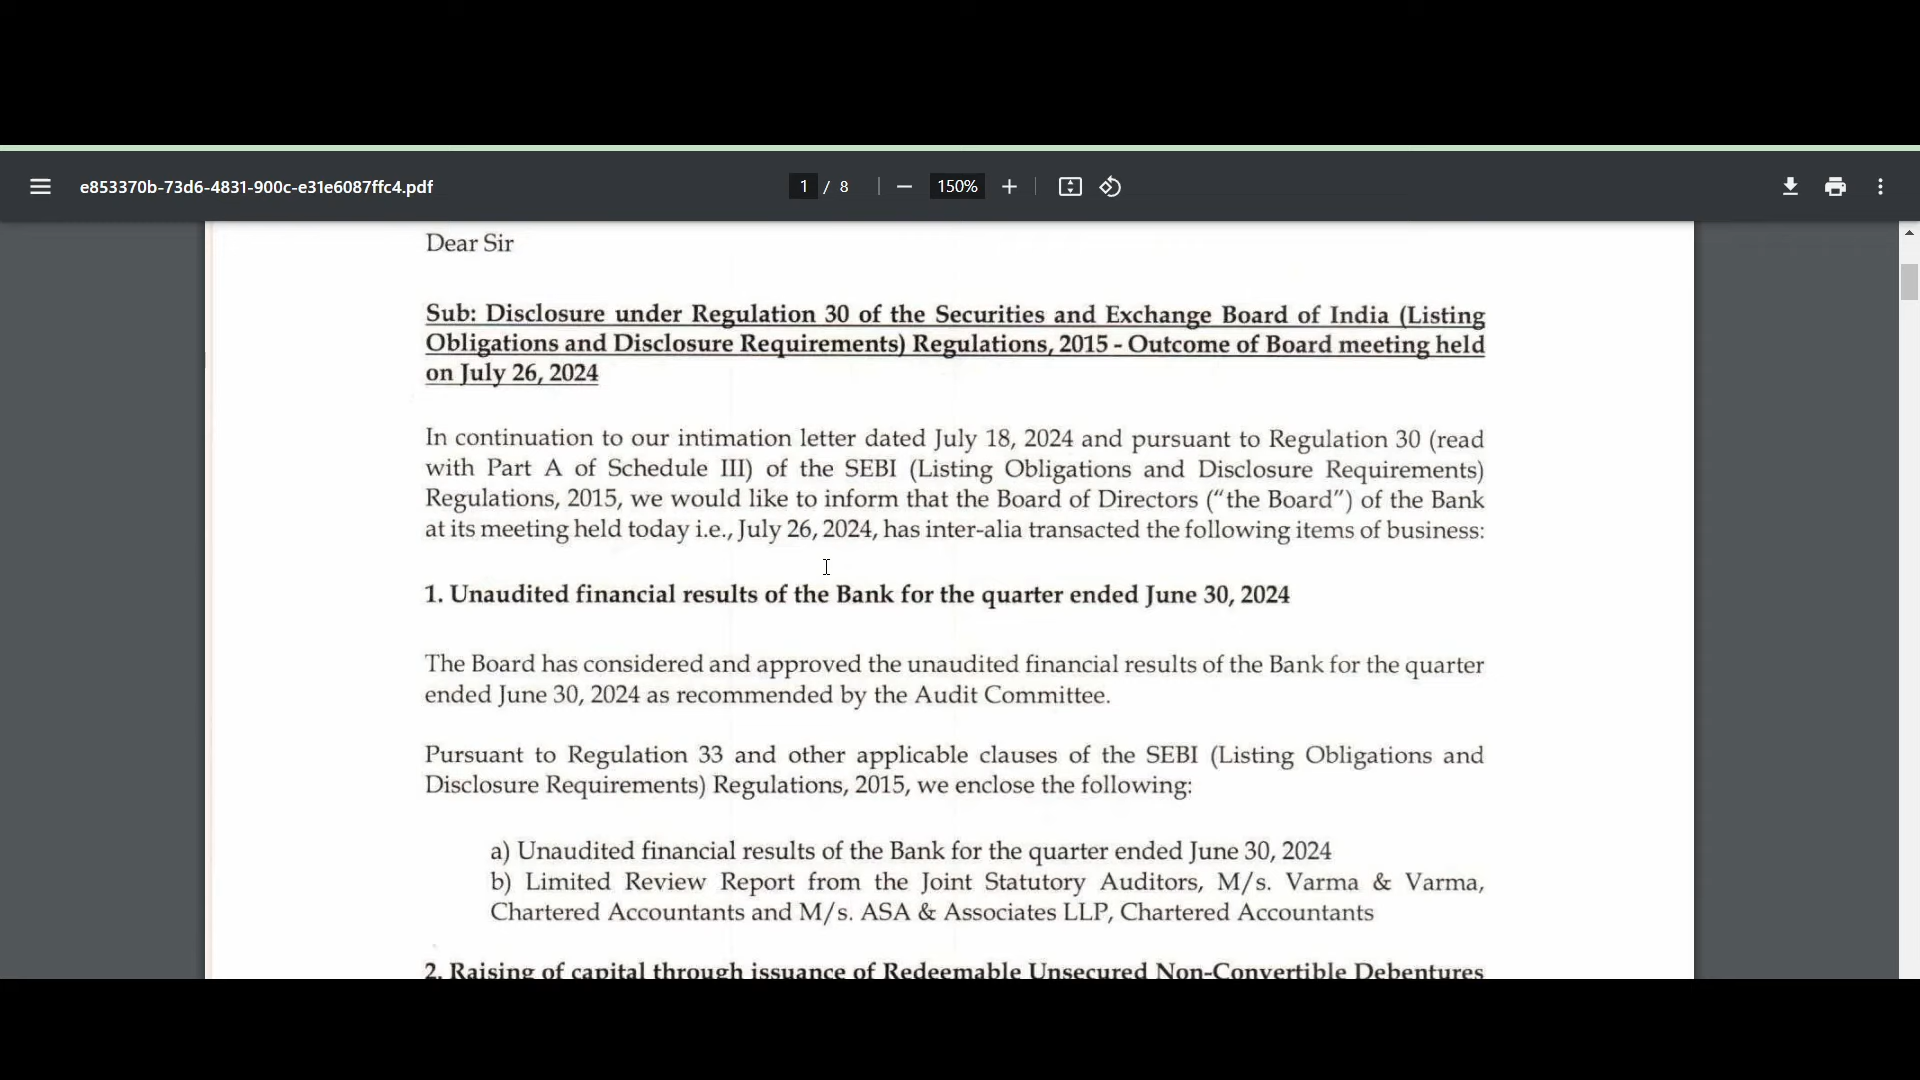 e853370b-73d6-4831-900c-e31e6087ffc4.pdf
1 / 8
150%
Dear Sir
Sub: Disclosure under Regulation 30 of the Securities and Exchange Board of India (Listing
Obligations and Disclosure Requirements) Regulations, 2015 - Outcome of Board meeting held
on July 26, 2024
In continuation to our intimation letter dated July 18, 2024 and pursuant to Regulation 30 (read
with Part A of Schedule III) of the SEBI (Listing Obligations and Disclosure Requirements)
Regulations, 2015, we would like to inform that the Board of Directors (“the Board”) of the Bank
at its meeting held today i.e., July 26, 2024, has inter-alia transacted the following items of business:
1. Unaudited financial results of the Bank for the quarter ended June 30, 2024
The Board has considered and approved the unaudited financial results of the Bank for the quarter
ended June 30, 2024 as recommended by the Audit Committee.
Pursuant to Regulation 33 and other applicable clauses of the SEBI (Listing Obligations and
Disclosure Requirements) Regulations, 2015, we enclose the following:
a) Unaudited financial results of the Bank for the quarter ended June 30, 2024
b) Limited Review Report from the Joint Statutory Auditors, M/s. Varma & Varma,
Chartered Accountants and M/s. ASA & Associates LLP, Chartered Accountants
2. Raising of capital through issuance of Redeemable Unsecured Non-Convertible Debentures